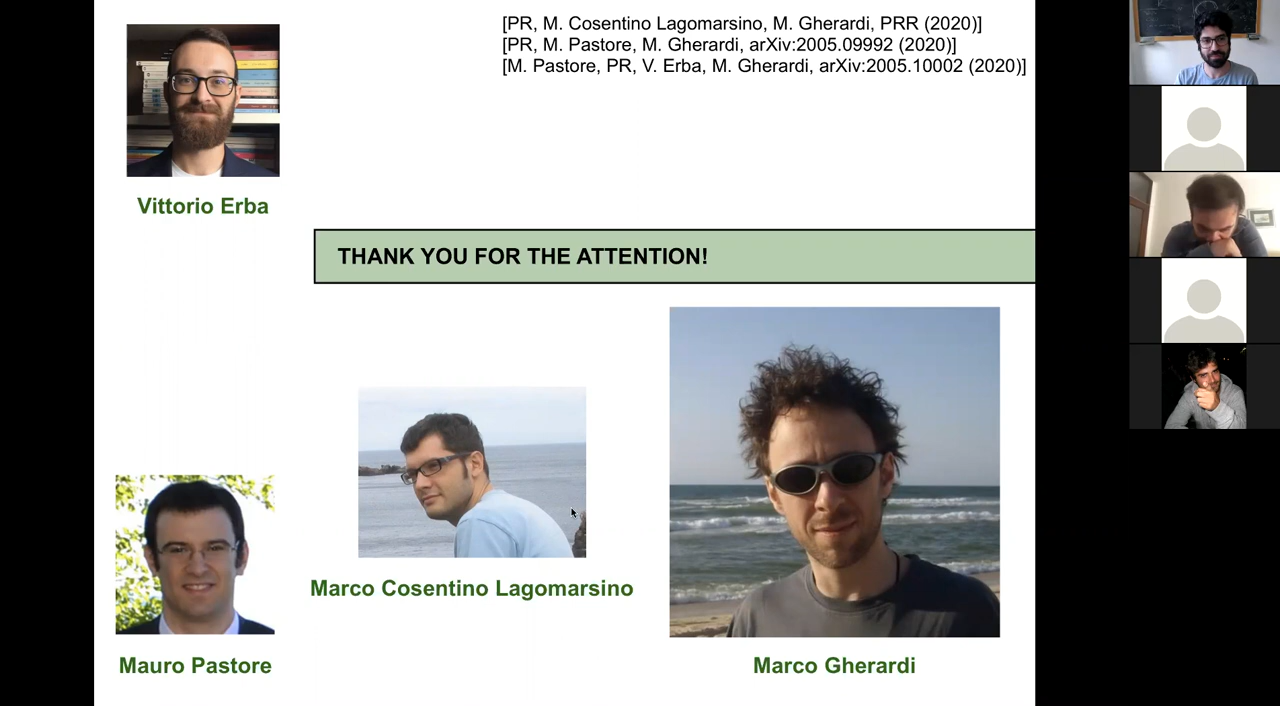 [PR, M. Cosentino Lagomarsino, M. Gherardi, PRR (2020)]
[PR, M. Pastore, M. Gherardi, arXiv:2005.09992 (2020)]
[M. Pastore, PR, V. Erba, M. Gherardi, arXiv:2005.10002 (2020)]
Vittorio Erba
THANK YOU FOR THE ATTENTION!
Marco Cosentino Lagomarsino
Mauro Pastore
Marco Gherardi